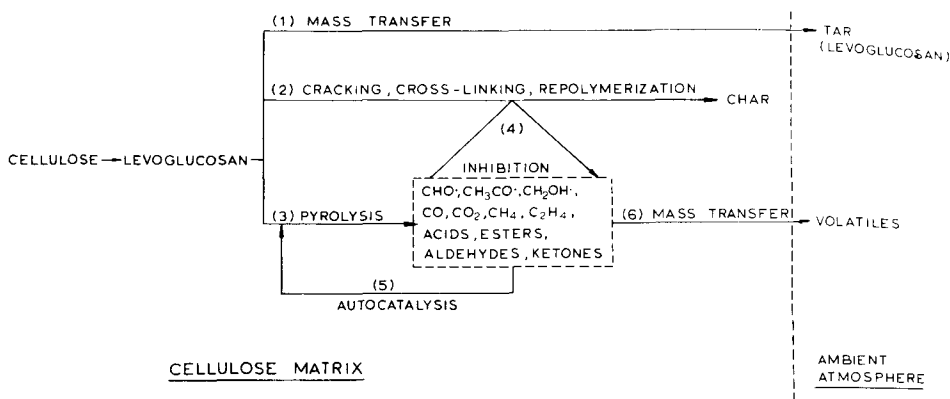 (1) MASS TRANSFER
TAR
(LEVOGLUCOSAN)
(2) CRACKING, CROSS-LINKING, REPOLYMERIZATION
CHAR
(4)
CELLULOSE → LEVOGLUCOSAN
INHIBITION
CHO·, CH₃CO·, CH₂OH·,
CO, CO₂, CH₄, C₂H₄,
ACIDS, ESTERS,
ALDEHYDES, KETONES
(3) PYROLYSIS
(6) MASS TRANSFER
VOLATILES
(5)
AUTOCATALYSIS
CELLULOSE MATRIX
AMBIENT
ATMOSPHERE